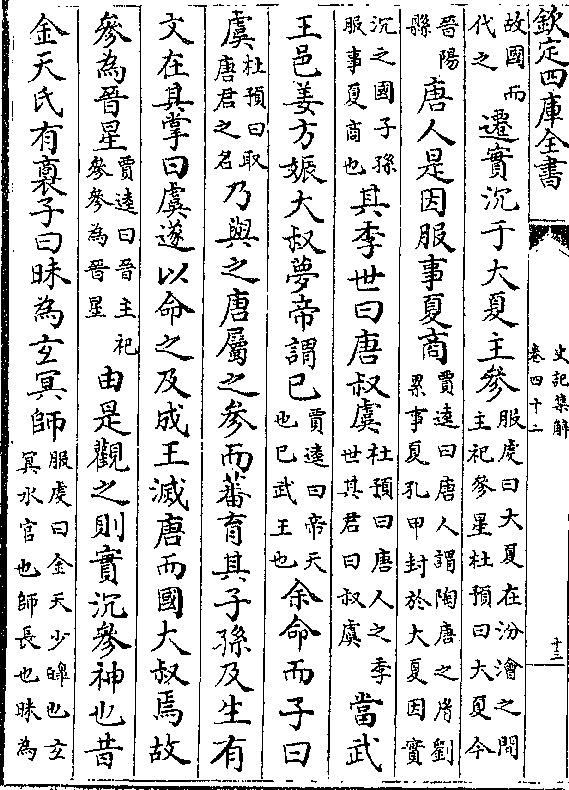 欽定四庫全書
史記集解
卷四十二
十三
故國而
代之
遷實沉于大夏主參
服虔曰大夏在汾澮之間
主祀參星杜預曰大夏今
晉陽
縣
唐人是因服事夏商
賈逵曰唐人謂陶唐之𦙍劉
累事夏孔甲封於大夏因實
沉之國子孫
服事夏商也
其季世曰唐叔虞
杜預曰唐人之季
世其君曰叔虞
當武
王邑姜方娠大叔夢帝謂己
賈逵曰帝天
也巳武王也
余命而子曰
虞
杜預曰取
唐君之名
乃與之唐屬之參而蕃育其子孫及生有
文在其掌曰虞遂以命之及成王滅唐而國大叔焉故
參為晉星
賈逵曰晉主祀
參參為晉星
由是觀之則實沉參神也昔
金天氏有裔子曰昧為玄冥師
服虔曰金天少皥也玄
冥水官也師長也昧為